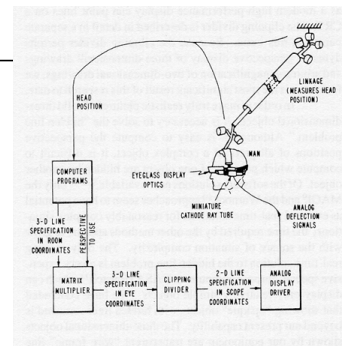 HEAD
POSITION
LINKAGE
(MEASURES HEAD
POSITION)
MAN
EYEGLASS DISPLAY
OPTICS
MINIATURE
CATHODE RAY TUBE
ANALOG
DEFLECTION
SIGNALS
COMPUTER
PROGRAMS
3-D LINE
SPECIFICATION
IN ROOM
COORDINATES
PERSPECTIVE
TO USE
MATRIX
MULTIPLIER
3-D LINE
SPECIFICATION
IN EYE
COORDINATES
CLIPPING
DIVIDER
2-D LINE
SPECIFICATION
IN SCOPE
COORDINATES
ANALOG
DISPLAY
DRIVER